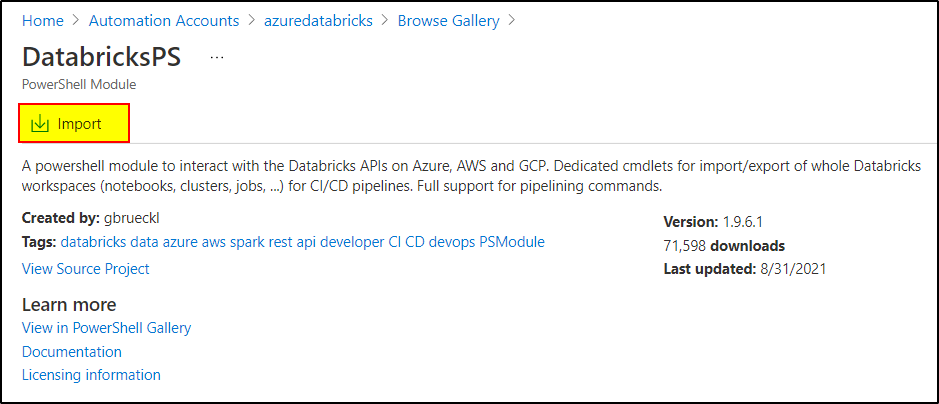 Home > Automation Accounts > azuredatabricks > Browse Gallery >
DatabricksPS ...
PowerShell Module
Import
A powershell module to interact with the Databricks APIs on Azure, AWS and GCP. Dedicated cmdlets for import/export of whole Databricks
workspaces (notebooks, clusters, jobs, ...) for CI/CD pipelines. Full support for pipelining commands.
Created by: gbrueckl
Tags: databricks data azure aws spark rest api developer CI CD devops PSModule
View Source Project
Version: 1.9.6.1
71,598 downloads
Last updated: 8/31/2021
Learn more
View in PowerShell Gallery
Documentation
Licensing information